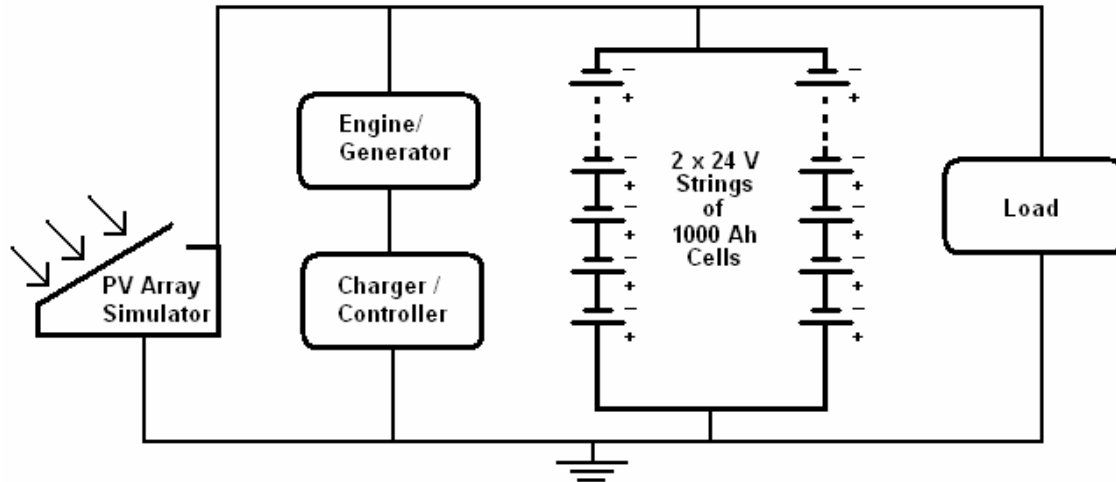 Engine/
Generator
Charger /
Controller
PV Array
Simulator
2 x 24 V
Strings
of
1000 Ah
Cells
Load
–
+
–
+
–
+
–
+
–
+
–
+
–
+
–
+
–
+
–
+